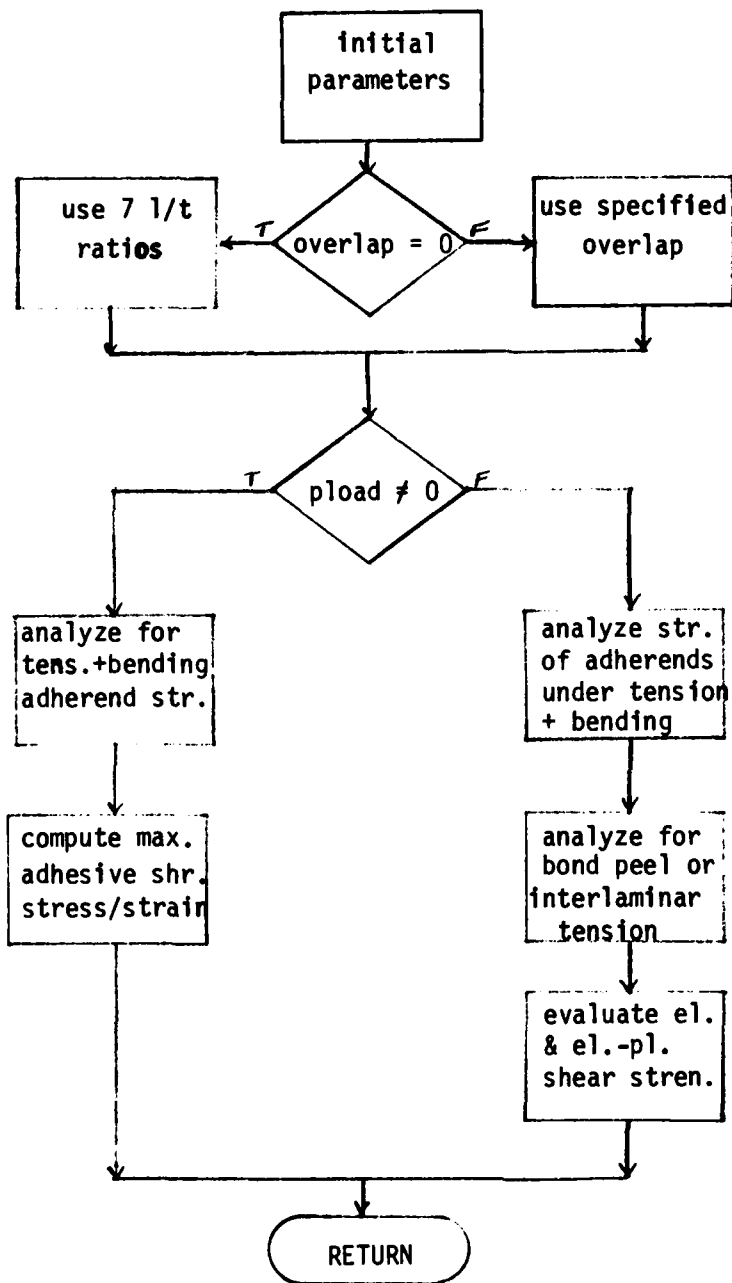 initial
parameters
use 7 l/t
ratios
T
overlap = 0
F
use specified
overlap
T
pload ≠ 0
F
analyze for
tens.+bending
adherend str.
compute max.
adhesive shr.
stress/strain
analyze str.
of adherends
under tension
+ bending
analyze for
bond peel or
interlaminar
tension
evaluate el.
& el.-pl.
shear stren.
RETURN